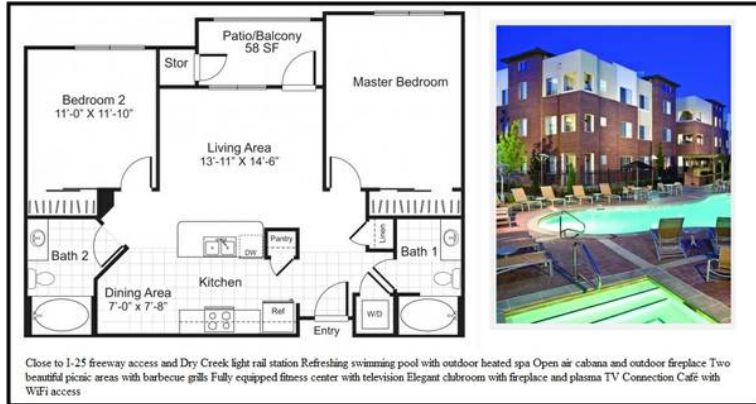 Patio/Balcony
58 SF
Stor
Master Bedroom
Bedroom 2
11'-0" X 11'-10"
Living Area
13'-11" X 14'-6"
Linen
Pantry
Bath 2
DW
Bath 1
Kitchen
Dining Area
7'-0" x 7'-8"
Ref
W/D
Entry
Close to I-25 freeway access and Dry Creek light rail station Refreshing swimming pool with outdoor heated spa Open air cabana and outdoor fireplace Two
beautiful picnic areas with barbecue grills Fully equipped fitness center with television Elegant clubroom with fireplace and plasma TV Connection Café with
WiFi access